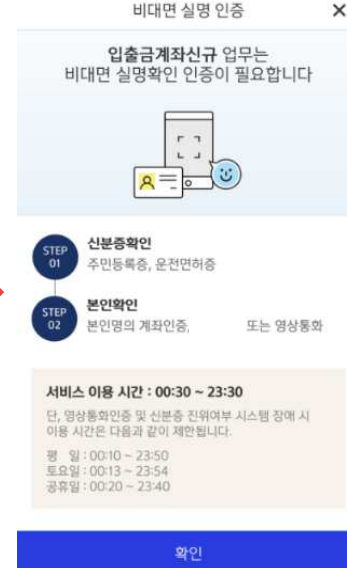 비대면 실명 인증
입출금계좌신규 업무는
비대면 실명확인 인증이 필요합니다
STEP
01
신분증확인
주민등록증, 운전면허증
STEP
02
본인확인
본인명의 계좌인증, 또는 영상통화
서비스 이용 시간 : 00:30 ~ 23:30
단, 영상통화인증 및 신분증 진위여부 시스템 장애 시
이용 시간은 다음과 같이 제한됩니다.
평 일 : 00:10 ~ 23:50
토요일 : 00:13 ~ 23:54
공휴일 : 00:20 ~ 23:40
확인